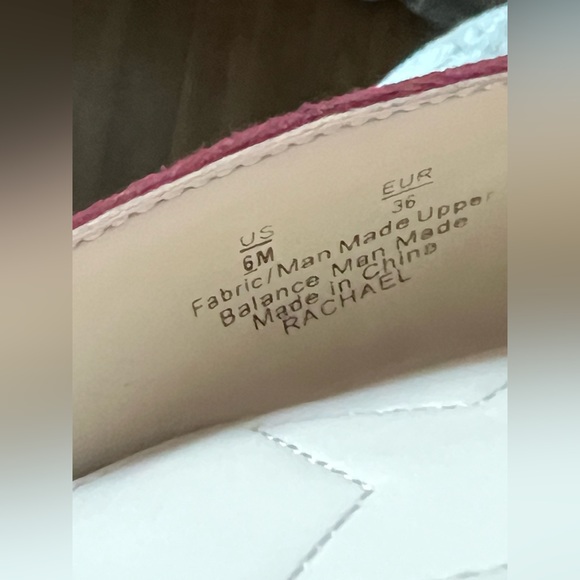 US EUR
6M 36
Fabric/Man Made Upper
Balance Man Made
Made in China
RACHAEL